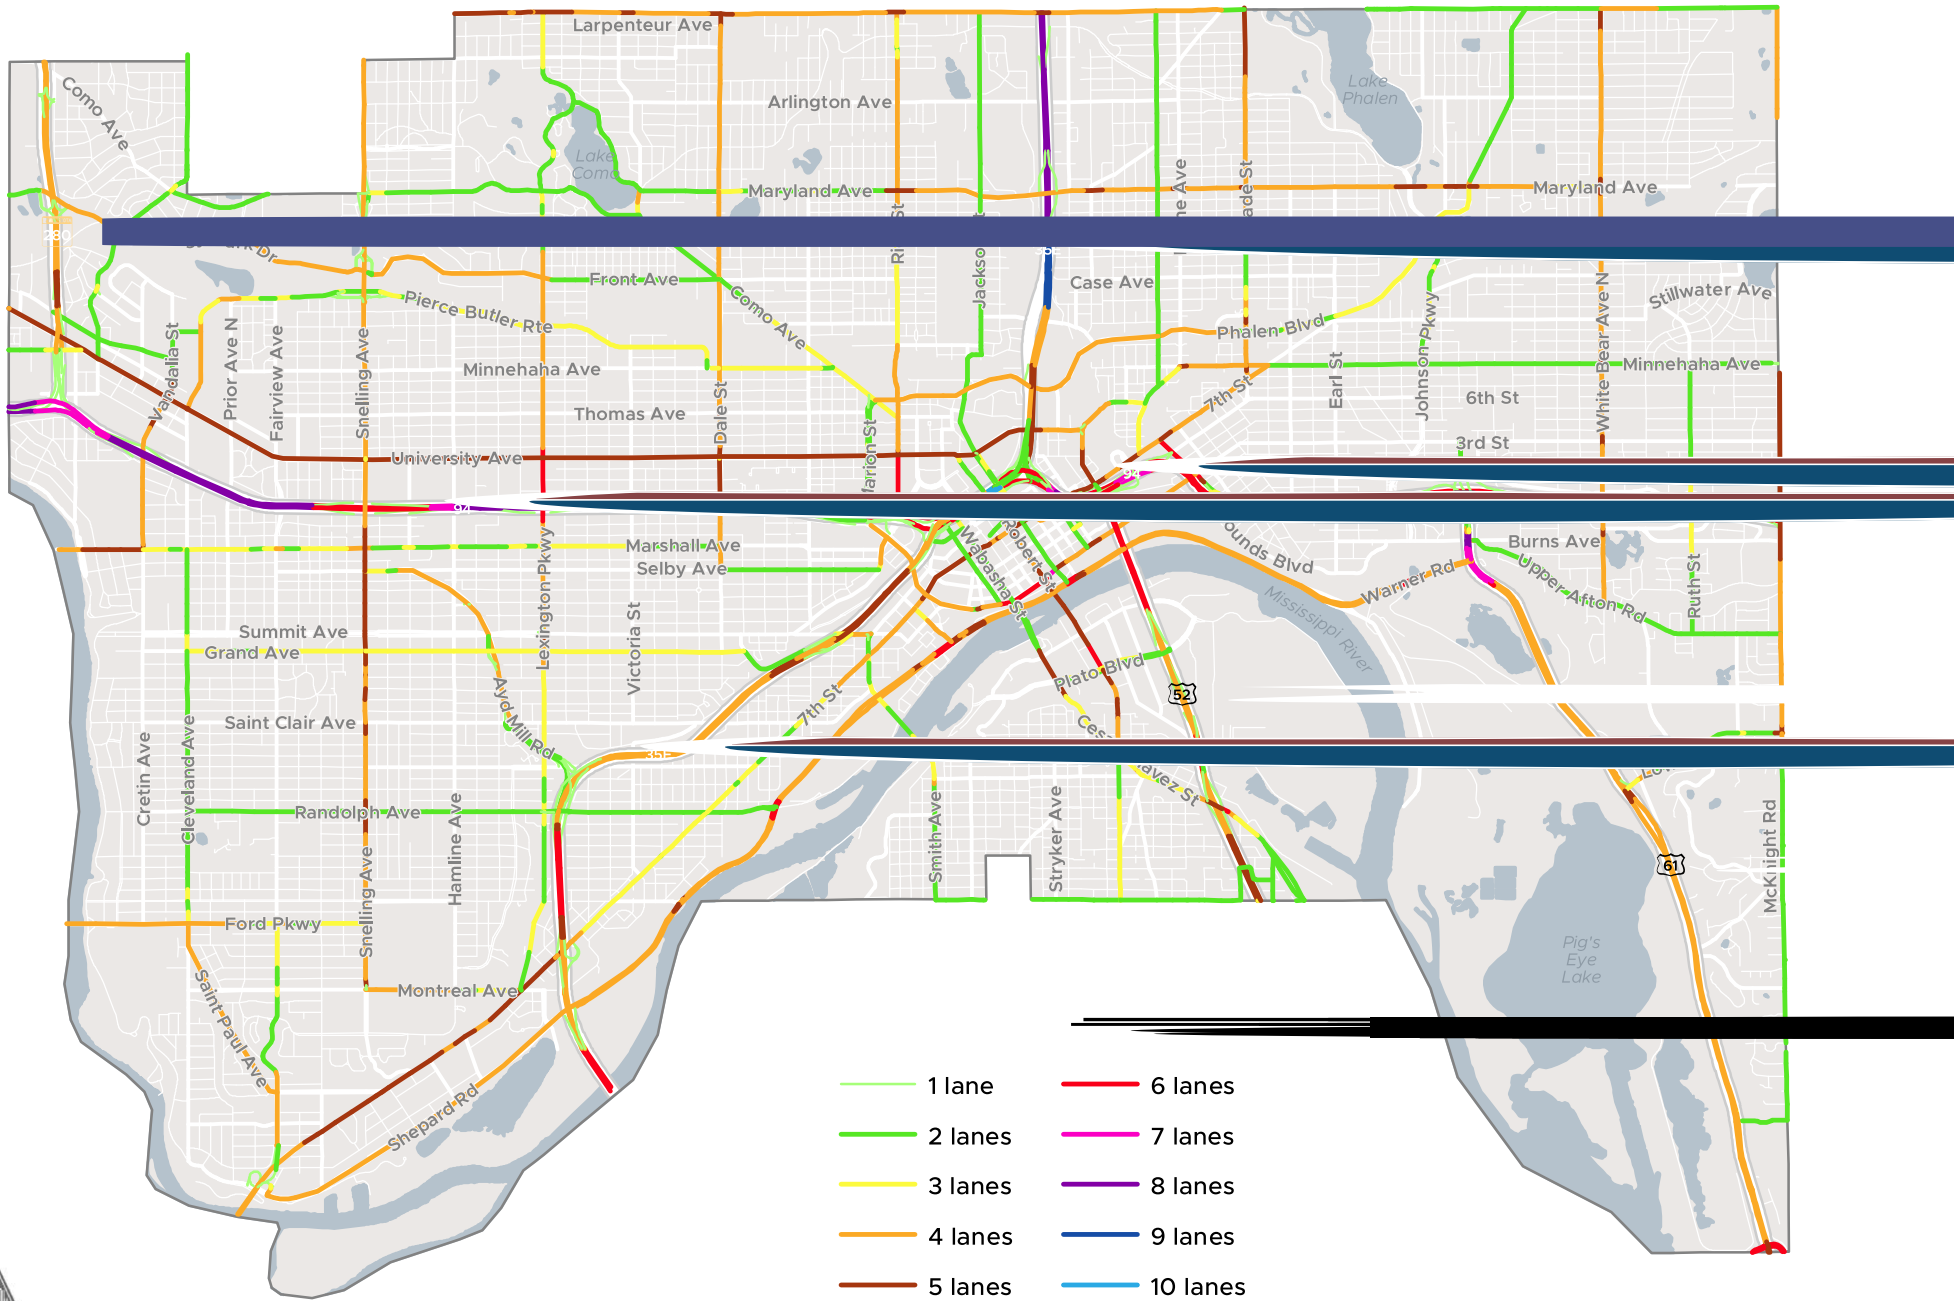 Larpenteur Ave
Como Ave
Arlington Ave
Lake
Phalen
Lake
Como
Maryland Ave
Maryland Ave
280
Front Ave
Case Ave
Stillwater Ave
Pierce Butler Rte
Como Ave
Phalen Blvd
Johnson Pkwy
White Bear Ave N
Vandalia St
Prior Ave N
Fairview Ave
Snelling Ave
Minnehaha Ave
Minnehaha Ave
Earl St
7th St
6th St
Dale St
Thomas Ave
Marion St
3rd St
University Ave
94
Marshall Ave
Selby Ave
Lexington Pkwy
Wabasha St
Robert St
Burns Ave
Warner Rd
Upper Afton Rd
Ruth St
Mississippi River
Summit Ave
Grand Ave
Victoria St
Plato Blvd
52
7th St
Ayd Mill Rd
Saint Clair Ave
Cretin Ave
Cleveland Ave
35E
Randolph Ave
Hamline Ave
Snelling Ave
Smith Ave
Stryker Ave
McKnight Rd
61
Ford Pkwy
Pig's
Eye
Lake
Saint Paul Ave
Montreal Ave
Shepard Rd
1 lane
2 lanes
3 lanes
4 lanes
5 lanes
6 lanes
7 lanes
8 lanes
9 lanes
10 lanes